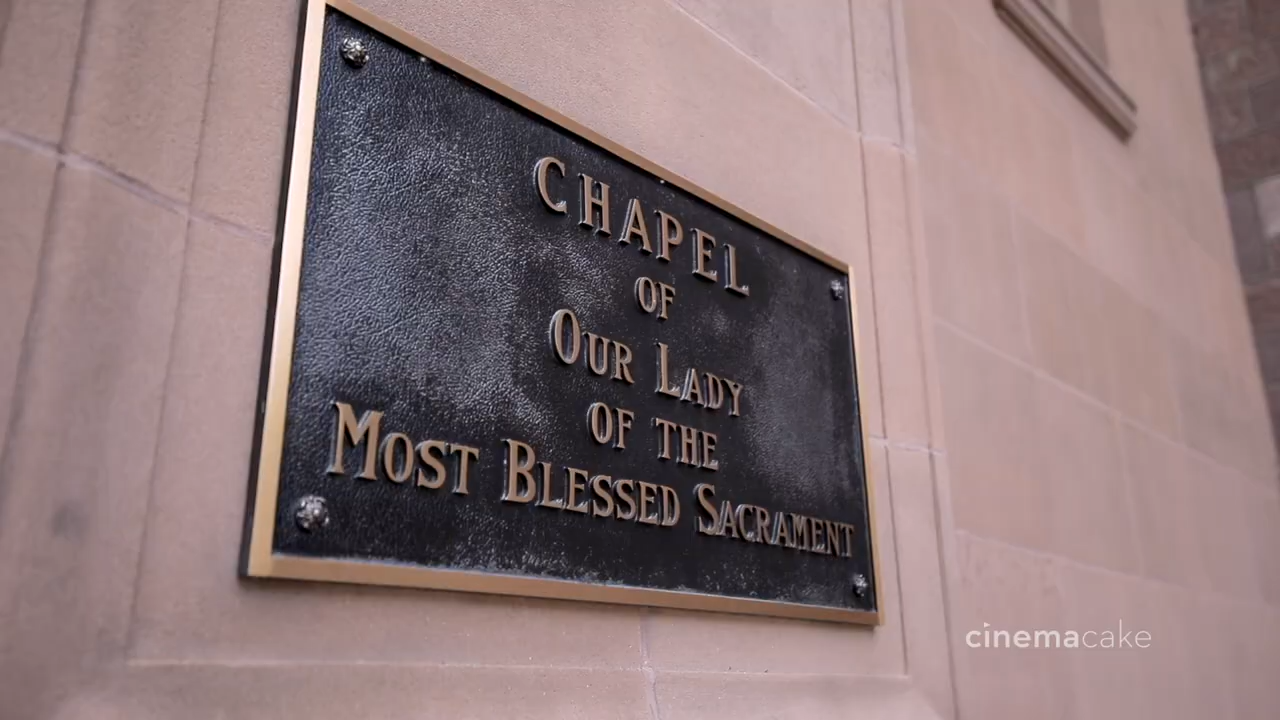 CHAPEL
OF
OUR LADY
OF THE
MOST BLESSED SACRAMENT
cinemacake